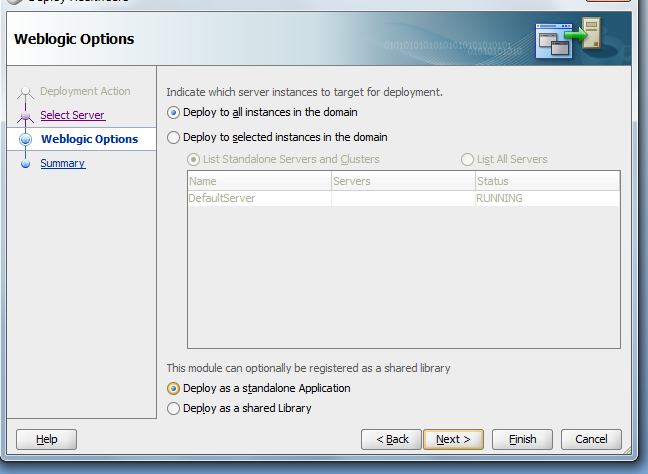 Deploy Healthcare
Weblogic Options
0101010101010101010101010101
Deployment Action
Select Server
Weblogic Options
Summary
Indicate which server instances to target for deployment.
Deploy to all instances in the domain
Deploy to selected instances in the domain
List Standalone Servers and Clusters
List All Servers
Name Servers Status
DefaultServer RUNNING
This module can optionally be registered as a shared library
Deploy as a standalone Application
Deploy as a shared Library
Help
< Back
Next >
Finish
Cancel